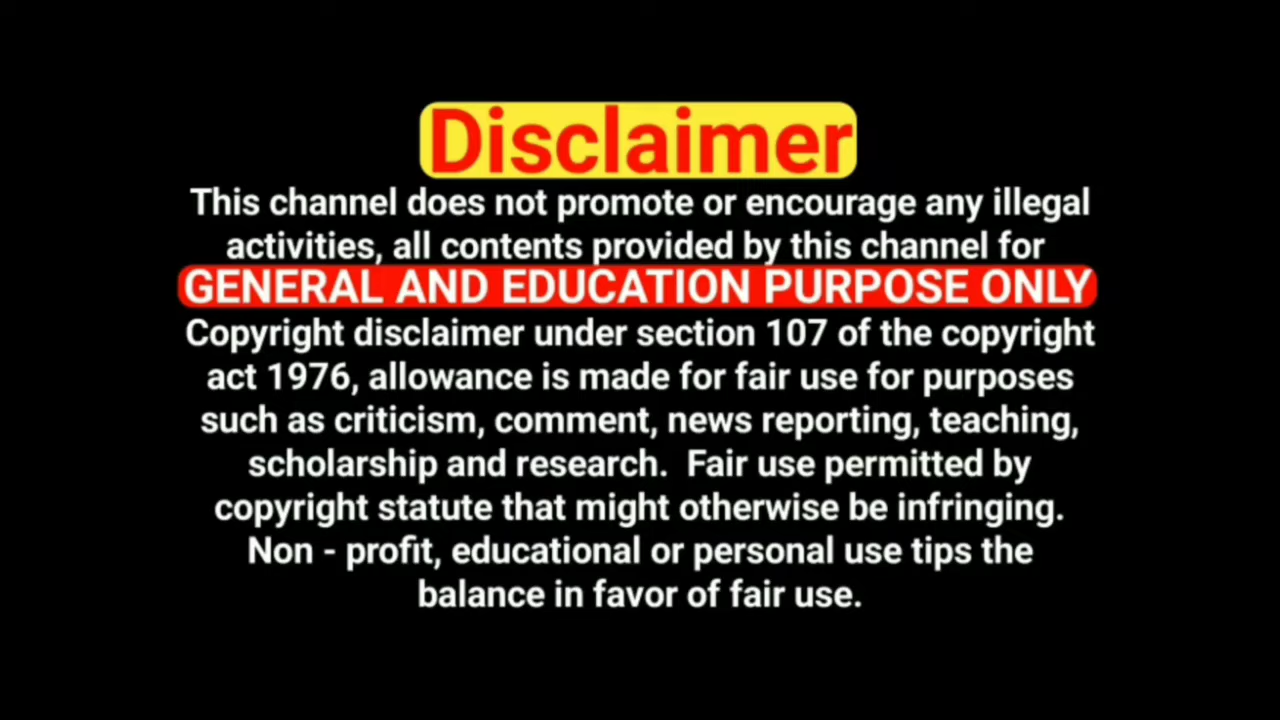 Disclaimer
This channel does not promote or encourage any illegal
activities, all contents provided by this channel for
GENERAL AND EDUCATION PURPOSE ONLY
Copyright disclaimer under section 107 of the copyright
act 1976, allowance is made for fair use for purposes
such as criticism, comment, news reporting, teaching,
scholarship and research.  Fair use permitted by
copyright statute that might otherwise be infringing.
Non - profit, educational or personal use tips the
balance in favor of fair use.